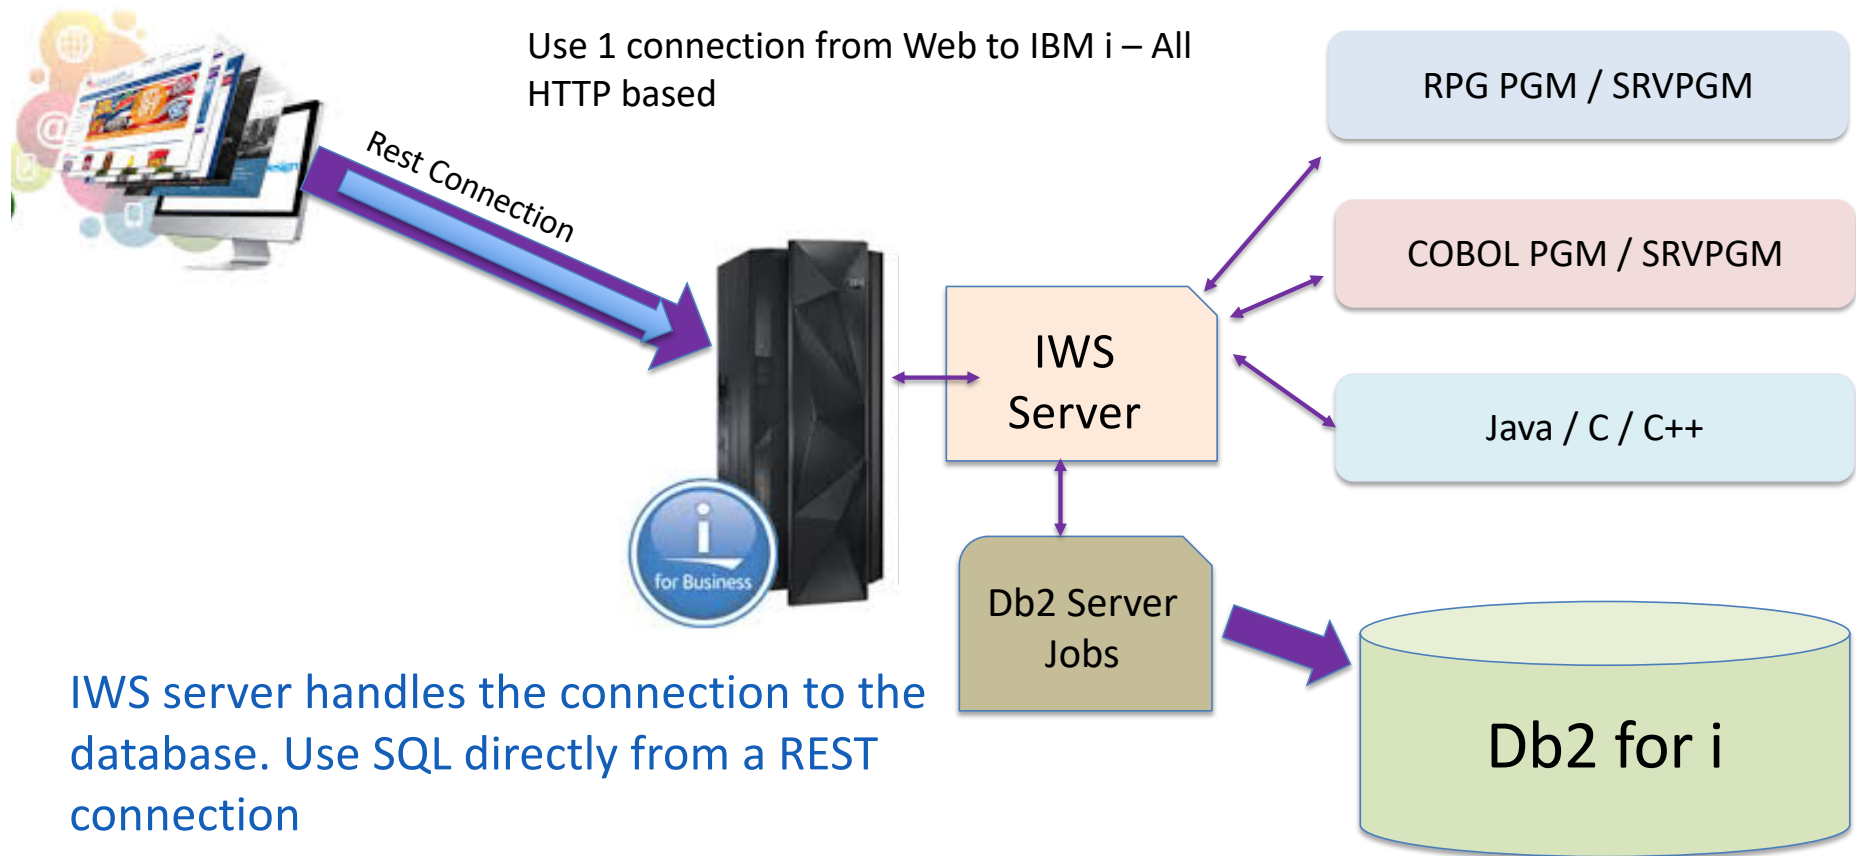 Use 1 connection from Web to IBM i – All
HTTP based
Rest Connection
RPG PGM / SRVPGM
COBOL PGM / SRVPGM
Java / C / C++
IWS
Server
i
for Business
Db2 Server
Jobs
Db2 for i
IWS server handles the connection to the
database. Use SQL directly from a REST
connection